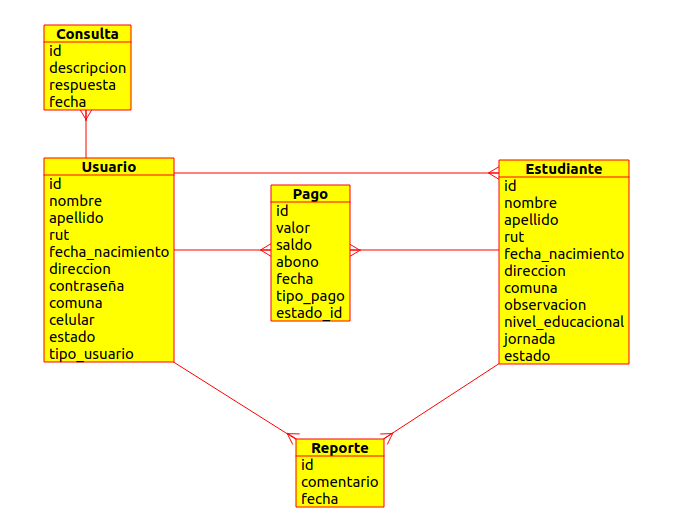 Consulta
id
descripcion
respuesta
fecha
Usuario
id
nombre
apellido
rut
fecha_nacimiento
direccion
contraseña
comuna
celular
estado
tipo_usuario
Pago
id
valor
saldo
abono
fecha
tipo_pago
estado_id
Estudiante
id
nombre
apellido
rut
fecha_nacimiento
direccion
comuna
observacion
nivel_educacional
jornada
estado
Reporte
id
comentario
fecha